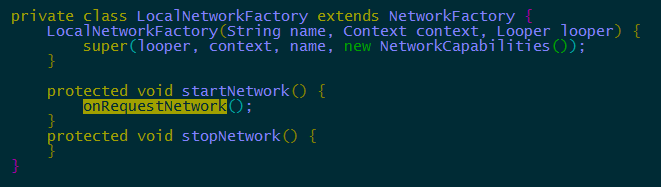 private class LocalNetworkFactory extends NetworkFactory {
    LocalNetworkFactory(String name, Context context, Looper looper) {
        super(looper, context, name, new NetworkCapabilities());
    }

    protected void startNetwork() {
        onRequestNetwork();
    }
    protected void stopNetwork() {
    }
}